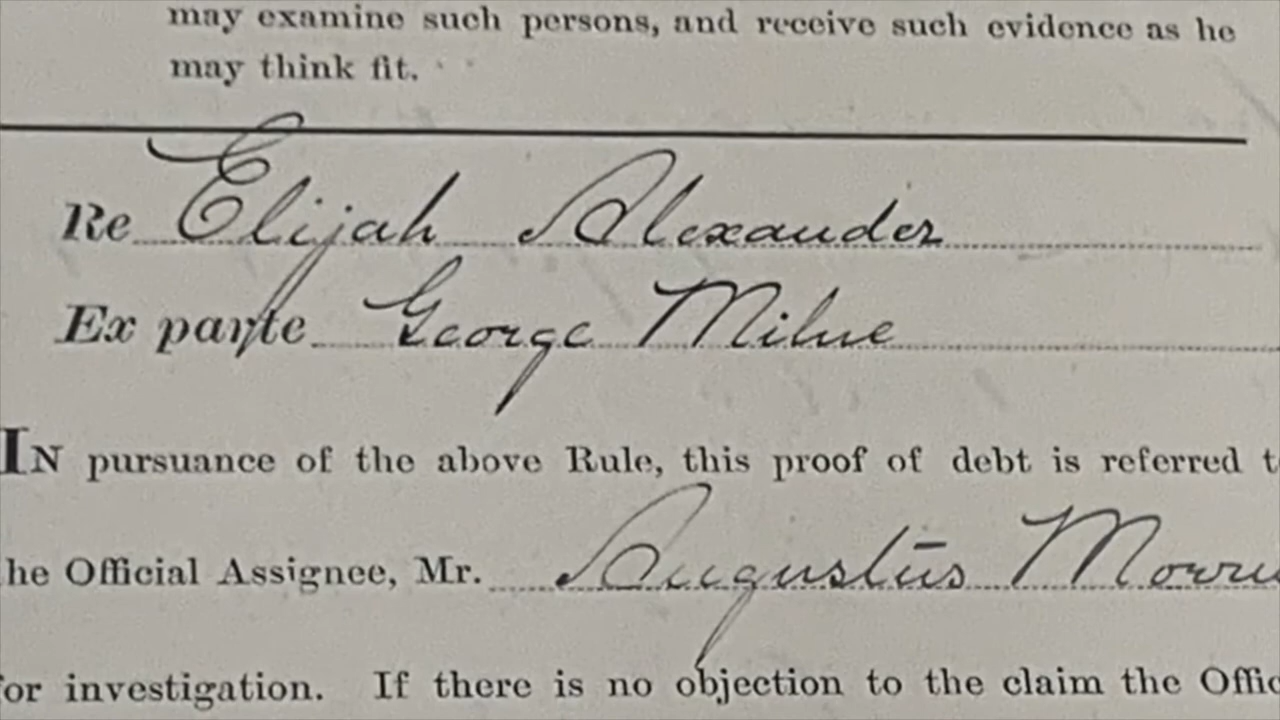 may examine such persons, and receive such evidence as he
may think fit.
Re Elijah Alexander
Ex parte George Milne
IN pursuance of the above Rule, this proof of debt is referred
he Official Assignee, Mr. Augustus
for investigation. If there is no objection to the claim the Offic